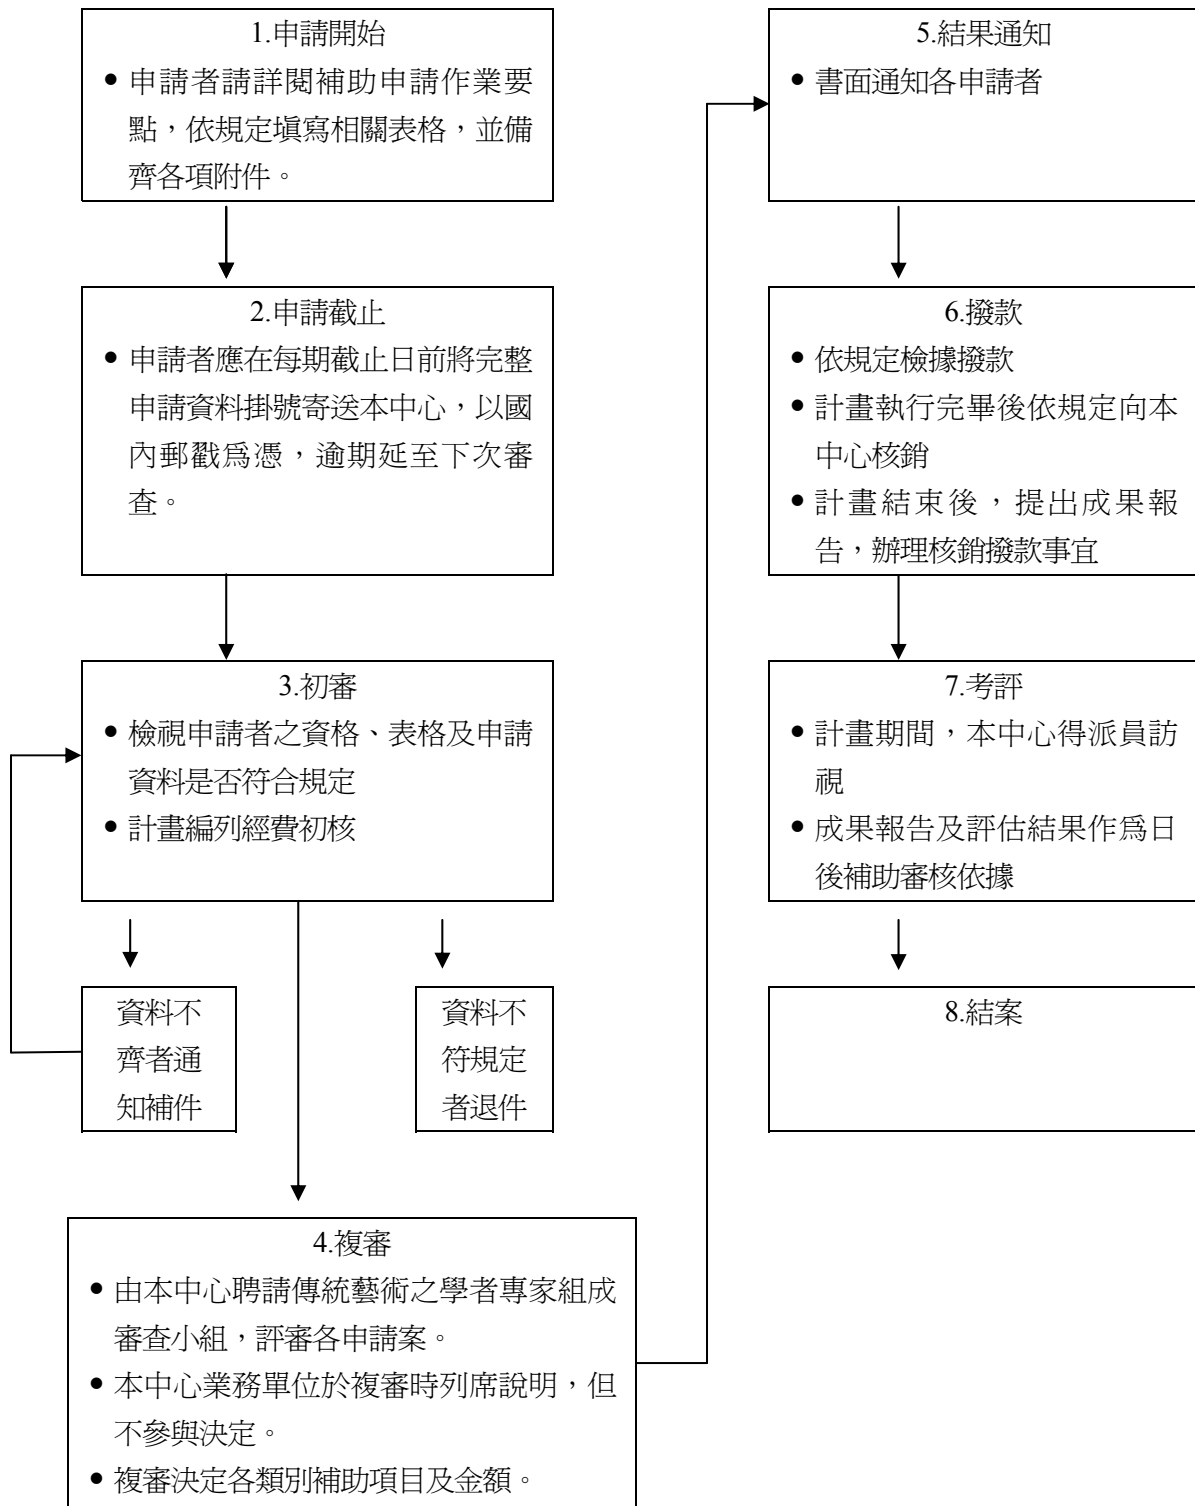 1.申請開始
● 申請者請詳閱補助申請作業要
點，依規定填寫相關表格，並備
齊各項附件。
2.申請截止
● 申請者應在每期截止日前將完整
申請資料掛號寄送本中心，以國
內郵戳爲憑，逾期延至下次審
查。
3.初審
● 檢視申請者之資格、表格及申請
資料是否符合規定
● 計畫編列經費初核
資料不
齊者通
知補件
資料不
符規定
者退件
4.複審
● 由本中心聘請傳統藝術之學者專家組成
審查小組，評審各申請案。
● 本中心業務單位於複審時列席說明，但
不參與決定。
● 複審決定各類別補助項目及金額。
5.結果通知
● 書面通知各申請者
6.撥款
● 依規定檢據撥款
● 計畫執行完畢後依規定向本
中心核銷
● 計畫結束後，提出成果報
告，辦理核銷撥款事宜
7.考評
● 計畫期間，本中心得派員訪
視
● 成果報告及評估結果作爲日
後補助審核依據
8.結案